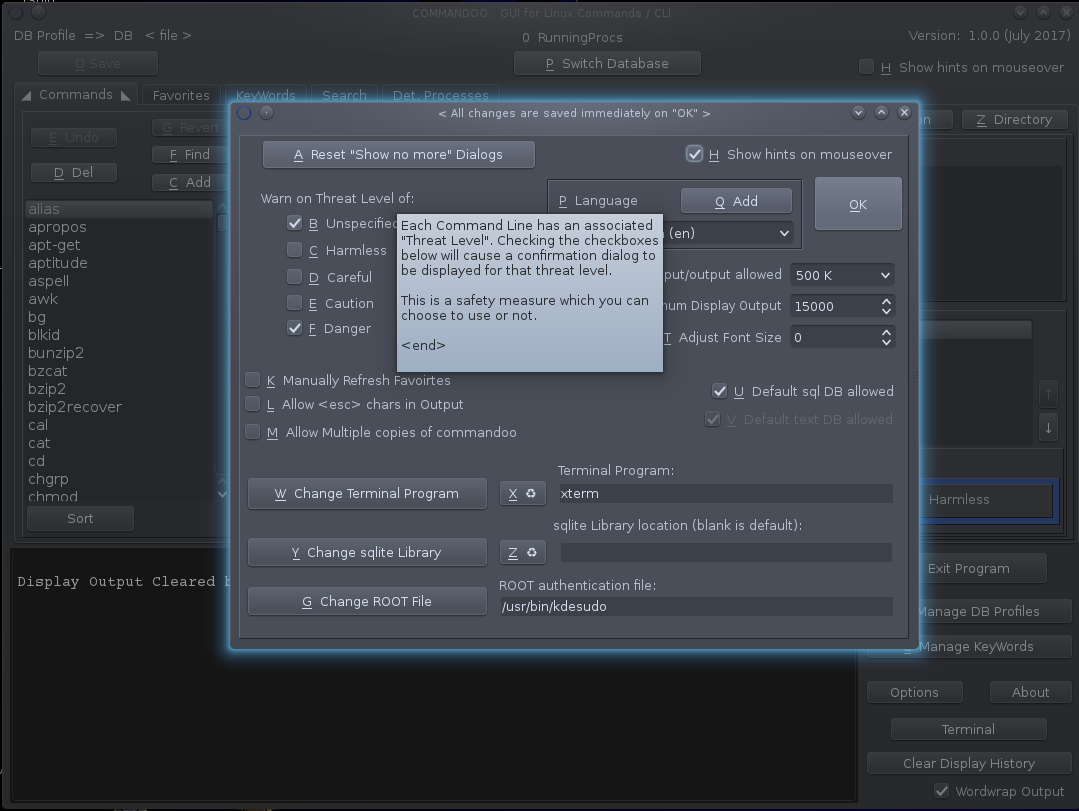 COMMANDOO : GUI for Linux Commands / CLI
DB Profile => DB < file >
0 RunningProcs
Version: 1.0.0 (July 2017)
O Save
P Switch Database
H Show hints on mouseover
Commands
Favorites
KeyWords
Search
Det. Processes
E Undo
G Revert
D Del
F Find
C Add
Z Directory
alias
apropos
apt-get
aptitude
aspell
awk
bg
blkid
bunzip2
bzcat
bzip2
bzip2recover
cal
cat
cd
chgrp
chmod
Sort
< All changes are saved immediately on "OK" >
A Reset "Show no more" Dialogs
H Show hints on mouseover
Warn on Threat Level of:
P Language
Q Add
OK
B Unspecified
(en)
C Harmless
D Careful
E Caution
F Danger
Each Command Line has an associated
"Threat Level". Checking the checkboxes
below will cause a confirmation dialog to
be displayed for that threat level.
This is a safety measure which you can
choose to use or not.
<end>
put/output allowed
500 K
um Display Output
15000
T Adjust Font Size
0
K Manually Refresh Favoirtes
L Allow <esc> chars in Output
M Allow Multiple copies of commandoo
U Default sql DB allowed
V Default text DB allowed
Terminal Program:
W Change Terminal Program
X
xterm
sqlite Library location (blank is default):
Y Change sqlite Library
Z
ROOT authentication file:
G Change ROOT File
/usr/bin/kdesudo
↑
↓
Harmless
Display Output Cleared
Exit Program
Manage DB Profiles
Manage KeyWords
Options
About
Terminal
Clear Display History
Wordwrap Output